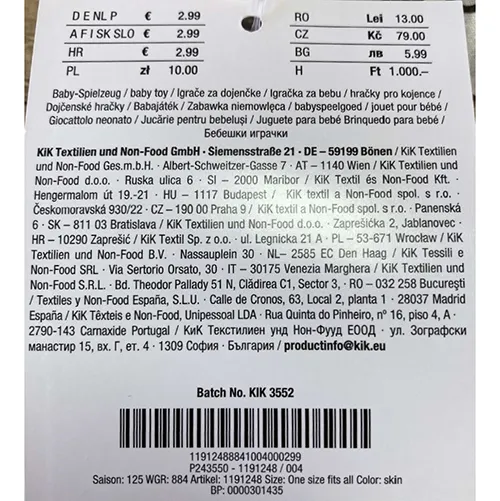 D E NL P € 2.99 RO Lei 13.00
A FI SK SLO € 2.99 CZ Kč 79.00
HR € 2.99 BG лв 5.99
PL zł 10.00 H Ft 1.000.–
Baby-Spielzeug / baby toy / Igrače za dojenčke / Igračka za bebu / hračky pro kojence /
Dojčenské hračky / Babajáték / Zabawka niemowlęca / babyspeelgoed / jouet pour bébé /
Giocattolo neonato / Jucărie pentru bebeluși / Juguete para bebé Brinquedo para bebé /
Бебешки играчки
KiK Textilien und Non-Food GmbH · Siemensstraße 21 · DE – 59199 Bönen / KiK Textilien
und Non-Food Ges.m.b.H. · Albert-Schweitzer-Gasse 7 · AT – 1140 Wien / KiK Textilien und
Non-Food d.o.o. · Ruska ulica 6 · SI – 2000 Maribor / KiK Textil és Non-Food Kft. ·
Hengermalom út 19.-21 · HU – 1117 Budapest / KiK textil a Non-Food spol. s r.o. ·
Českomoravská 930/22 · CZ – 190 00 Praha 9 / KiK textil a Non-Food spol. s r.o. · Panenská
6 · SK – 811 03 Bratislava / KiK Textilien und Non-Food d.o.o. · Zaprešićka 2, Jablanovec ·
HR – 10290 Zaprešić / KiK Textil Sp. z o.o. · ul. Legnicka 21 A · PL – 53-671 Wrocław / KiK
Textilien und Non-Food B.V. · Nassauplein 30 · NL– 2585 EC Den Haag / KiK Tessili e
Non-Food SRL · Via Sertorio Orsato, 30 · IT – 30175 Venezia Marghera / KiK Textilien und
Non-Food S.R.L. · Bd. Theodor Pallady 51 N, Clădirea C1, Sector 3, · RO – 032 258 București
/ Textiles y Non-Food España, S.L.U. · Calle de Cronos, 63, Local 2, planta 1 · 28037 Madrid
España / KiK Têxteis e Non-Food, Unipessoal LDA · Rua Quinta do Pinheiro, n° 16, piso 4, A ·
2790-143 Carnaxide Portugal / КиК Текстилиен унд Нон-Фууд ЕООД · ул. Зографски
манастир 15, вх. Г, ет. 4 · 1309 София · България / productinfo@kik.eu
Batch No. KIK 3552
11912488841004000299
P243550 - 1191248 / 004
Saison: 125 WGR: 884 Artikel: 1191248 Size: One size fits all Color: skin
BP: 0000301435